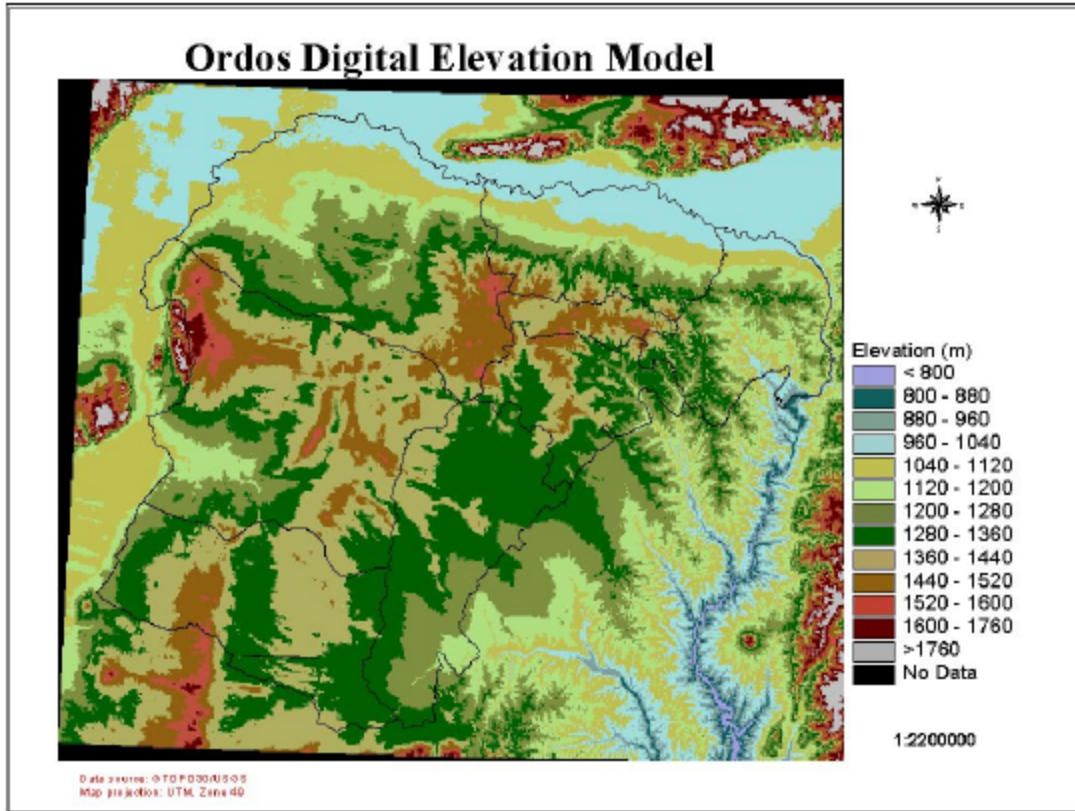 Ordos Digital Elevation Model
Elevation (m)
< 800
800 - 880
880 - 960
960 - 1040
1040 - 1120
1120 - 1200
1200 - 1280
1280 - 1360
1360 - 1440
1440 - 1520
1520 - 1600
1600 - 1760
>1760
No Data
1:2200000
Data source: GTOPO30/USGS
Map projection: UTM, Zone 49